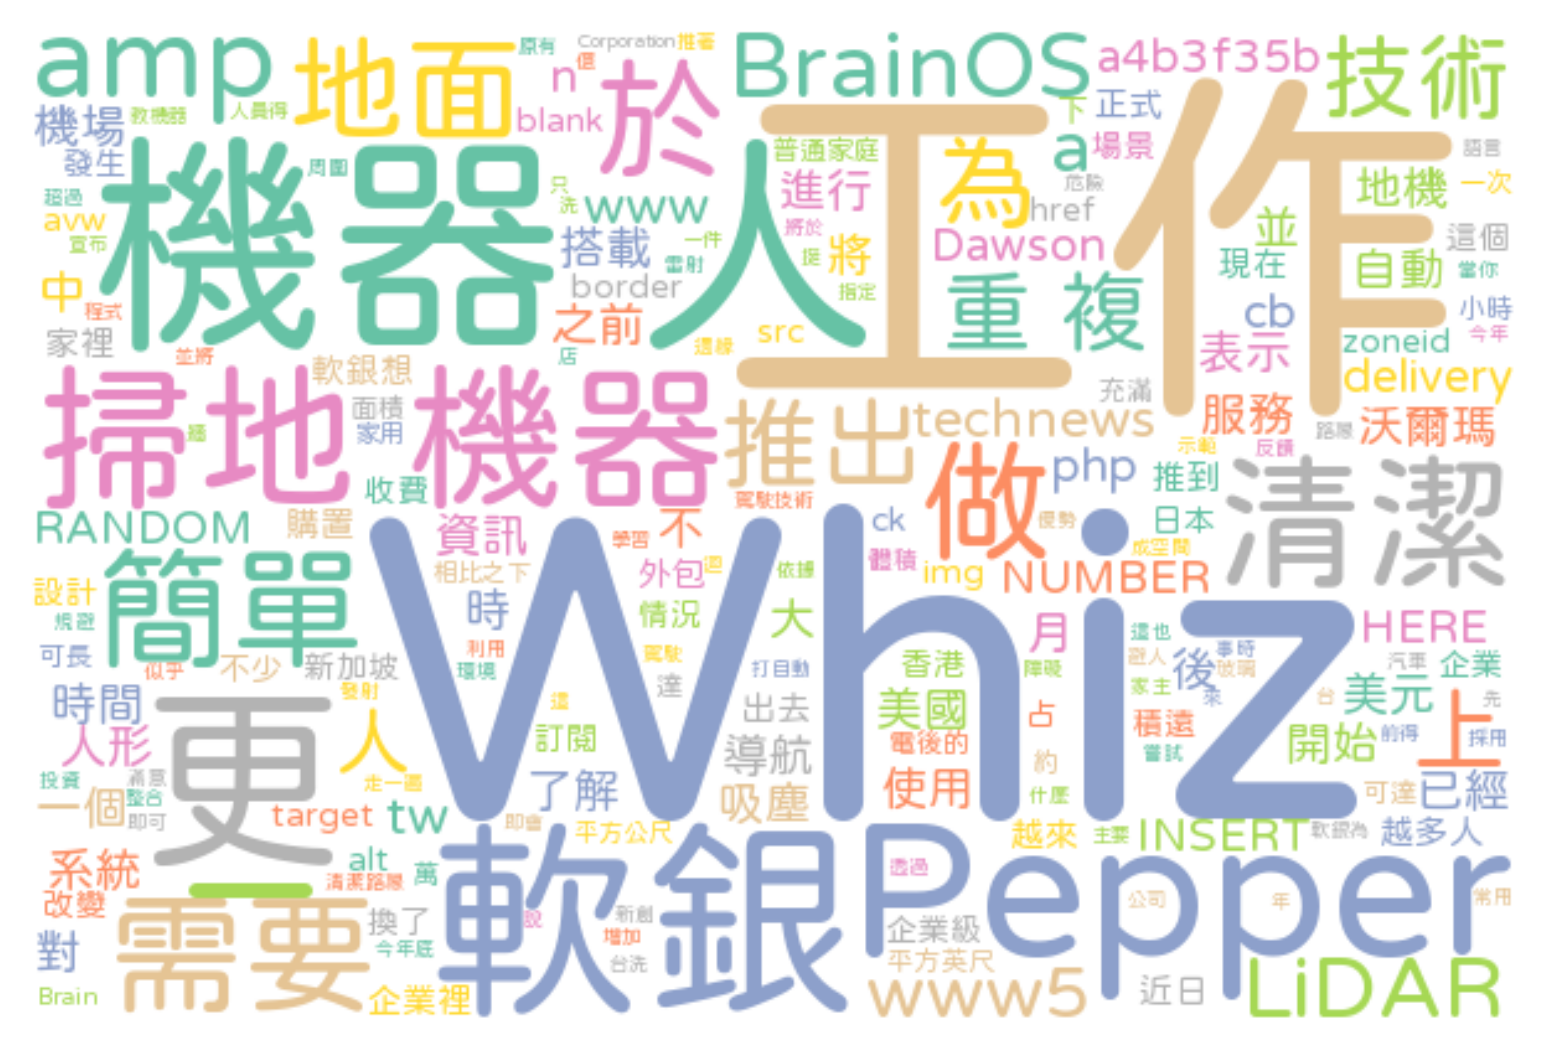 amp
地面
原有
Corporation
推著
值
n
於
BrainOS
a4b3f35b
技術
機場
教機器
人員得
blank
下
正式
發生
周圍
機器人
工作
普通家庭
a
場景
語言
超過
只
洗
www
進行
為
危險
地機
一次
avw
宣布
搭載
一件
將於
href
並
這個
雷射
挺
將
Dawson
現在
自動
當你
中
程式
border
指定
重複
cb
小時
家裡
之前
src
邊緣
表示
zoneid
今年
並將
店
軟銀想
delivery
掃地機器
牆
面積
家用
推出
technews
充滿
服務
路線
沃爾瑪
示範
反饋
收費
做
php
推到
清潔
駕駛技術
RANDOM
購置
資訊
學習
不
ck
優勢
日本
Whiz
成空間
簡單
相比之下
外包
迴
依據
體積
img
NUMBER
設計
規避
時
情況
大
月
這也
HERE
可長
似乎
不少
新加坡
利用
環境
駕駛
打自動
香港
障礙
避人
後
事時
玻璃
汽車
企業
時間
更
發射
達
家主
來
美元
台
先
人形
人
這
出去
美國
占
積遠
上
訂閱
電後的
嘗試
開始
前得
採用
投資
滿意
走一圈
導航
約
一個
整合
即可
了解
使用
什麼
可達
已經
吸塵
target
tw
即會
平方公尺
越來
主要
INSERT
軟銀為
越多人
系統
alt
清潔路線
萬
軟銀
Pepper
透過
一
改變
需要
換了
說
新創
企業級
公司
年
常用
對
今年底
增加
台洗
平方英尺
Brain
企業裡
www5
近日
LiDAR